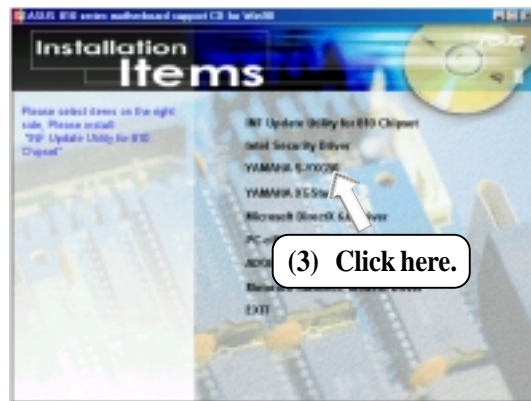 ASUS 810 series motherboard support CD for Win98
Installation
Items
Please select items on the right
side, Please install
"INF Update Utility for 810
Chipset"
INF Update Utility for 810 Chipset
Intel Security Driver
YAMAHA
YAMAHA
Microsoft DirectX
(3) Click here.
EXIT